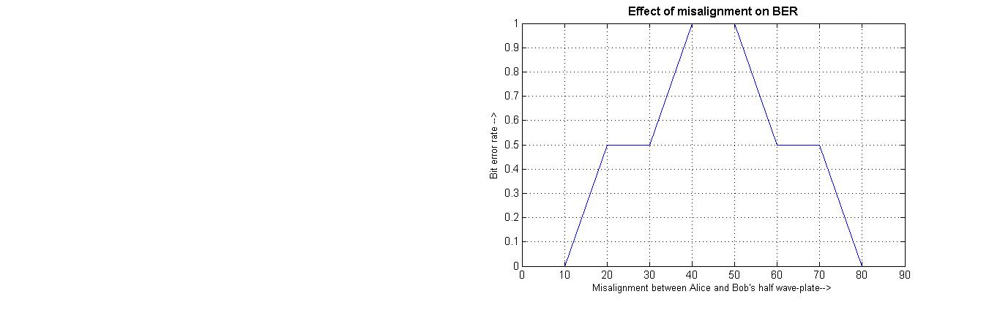 Effect of misalignment on BER
1
0.9
0.8
0.7
0.6
0.5
0.4
0.3
0.2
0.1
0
Bit error rate -->
0 10 20 30 40 50 60 70 80 90
Misalignment between Alice and Bob's half wave-plate-->